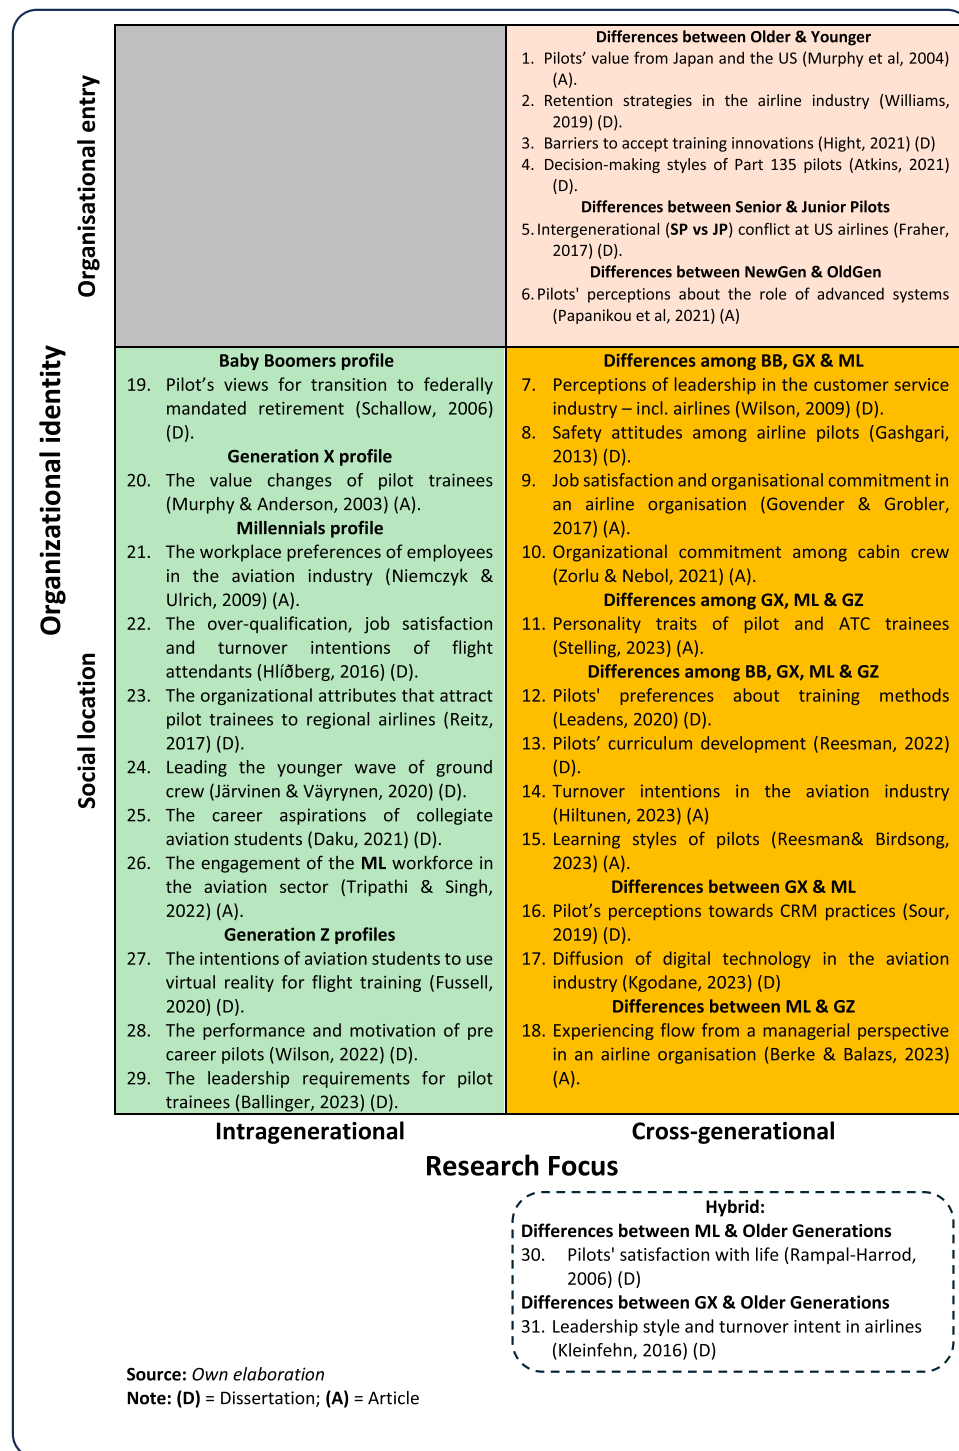 Organizational identity
Organisational entry
Differences between Older & Younger
1. Pilots’ value from Japan and the US (Murphy et al, 2004)
(A).
2. Retention strategies in the airline industry (Williams,
2019) (D).
3. Barriers to accept training innovations (Hight, 2021) (D)
4. Decision-making styles of Part 135 pilots (Atkins, 2021)
(D).
Differences between Senior & Junior Pilots
5. Intergenerational (SP vs JP) conflict at US airlines (Fraher,
2017) (D).
Differences between NewGen & OldGen
6. Pilots' perceptions about the role of advanced systems
(Papanikou et al, 2021) (A)
Social location
Baby Boomers profile
19. Pilot’s views for transition to federally
mandated retirement (Schallow, 2006)
(D).
Generation X profile
20. The value changes of pilot trainees
(Murphy & Anderson, 2003) (A).
Millennials profile
21. The workplace preferences of employees
in the aviation industry (Niemczyk &
Ulrich, 2009) (A).
22. The over-qualification, job satisfaction
and turnover intentions of flight
attendants (Hlíðberg, 2016) (D).
23. The organizational attributes that attract
pilot trainees to regional airlines (Reitz,
2017) (D).
24. Leading the younger wave of ground
crew (Järvinen & Väyrynen, 2020) (D).
25. The career aspirations of collegiate
aviation students (Daku, 2021) (D).
26. The engagement of the ML workforce in
the aviation sector (Tripathi & Singh,
2022) (A).
Generation Z profiles
27. The intentions of aviation students to use
virtual reality for flight training (Fussell,
2020) (D).
28. The performance and motivation of pre
career pilots (Wilson, 2022) (D).
29. The leadership requirements for pilot
trainees (Ballinger, 2023) (D).
Differences among BB, GX & ML
7. Perceptions of leadership in the customer service
industry – incl. airlines (Wilson, 2009) (D).
8. Safety attitudes among airline pilots (Gashgari,
2013) (D).
9. Job satisfaction and organisational commitment in
an airline organisation (Govender & Grobler,
2017) (A).
10. Organizational commitment among cabin crew
(Zorlu & Nebol, 2021) (A).
Differences among GX, ML & GZ
11. Personality traits of pilot and ATC trainees
(Stelling, 2023) (A).
Differences among BB, GX, ML & GZ
12. Pilots' preferences about training methods
(Leadens, 2020) (D).
13. Pilots’ curriculum development (Reesman, 2022)
(D).
14. Turnover intentions in the aviation industry
(Hiltunen, 2023) (A)
15. Learning styles of pilots (Reesman& Birdsong,
2023) (A).
Differences between GX & ML
16. Pilot’s perceptions towards CRM practices (Sour,
2019) (D).
17. Diffusion of digital technology in the aviation
industry (Kgodane, 2023) (D)
Differences between ML & GZ
18. Experiencing flow from a managerial perspective
in an airline organisation (Berke & Balazs, 2023)
(A).
Intragenerational
Cross-generational
Research Focus
Hybrid:
Differences between ML & Older Generations
30. Pilots' satisfaction with life (Rampal-Harrod,
2006) (D)
Differences between GX & Older Generations
31. Leadership style and turnover intent in airlines
(Kleinfehn, 2016) (D)
Source: Own elaboration
Note: (D) = Dissertation; (A) = Article